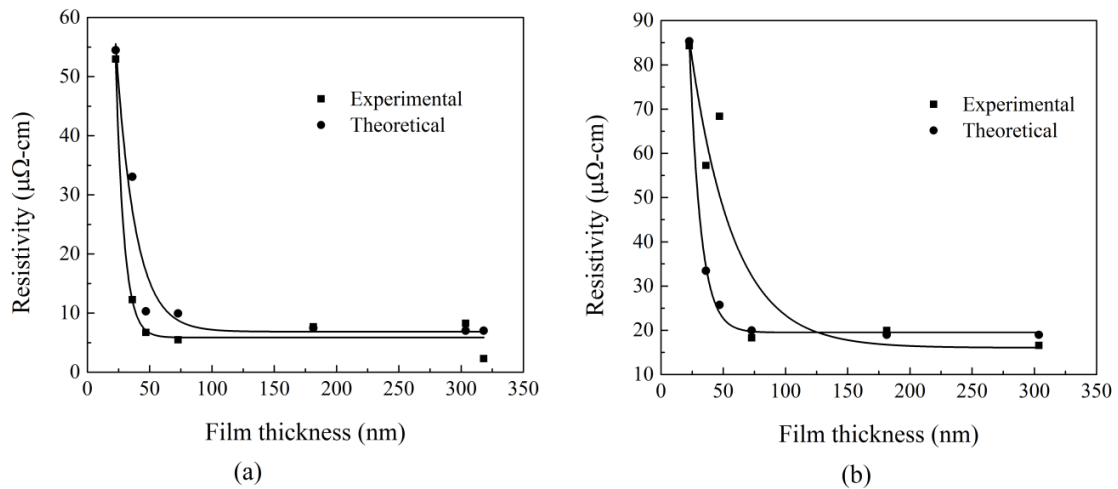 60
50
40
30
20
10
0
Resistivity (μΩ-cm)
Experimental
Theoretical
0 50 100 150 200 250 300 350
Film thickness (nm)
(a)
90
80
70
60
50
40
30
20
10
Resistivity (μΩ-cm)
Experimental
Theoretical
0 50 100 150 200 250 300 350
Film thickness (nm)
(b)